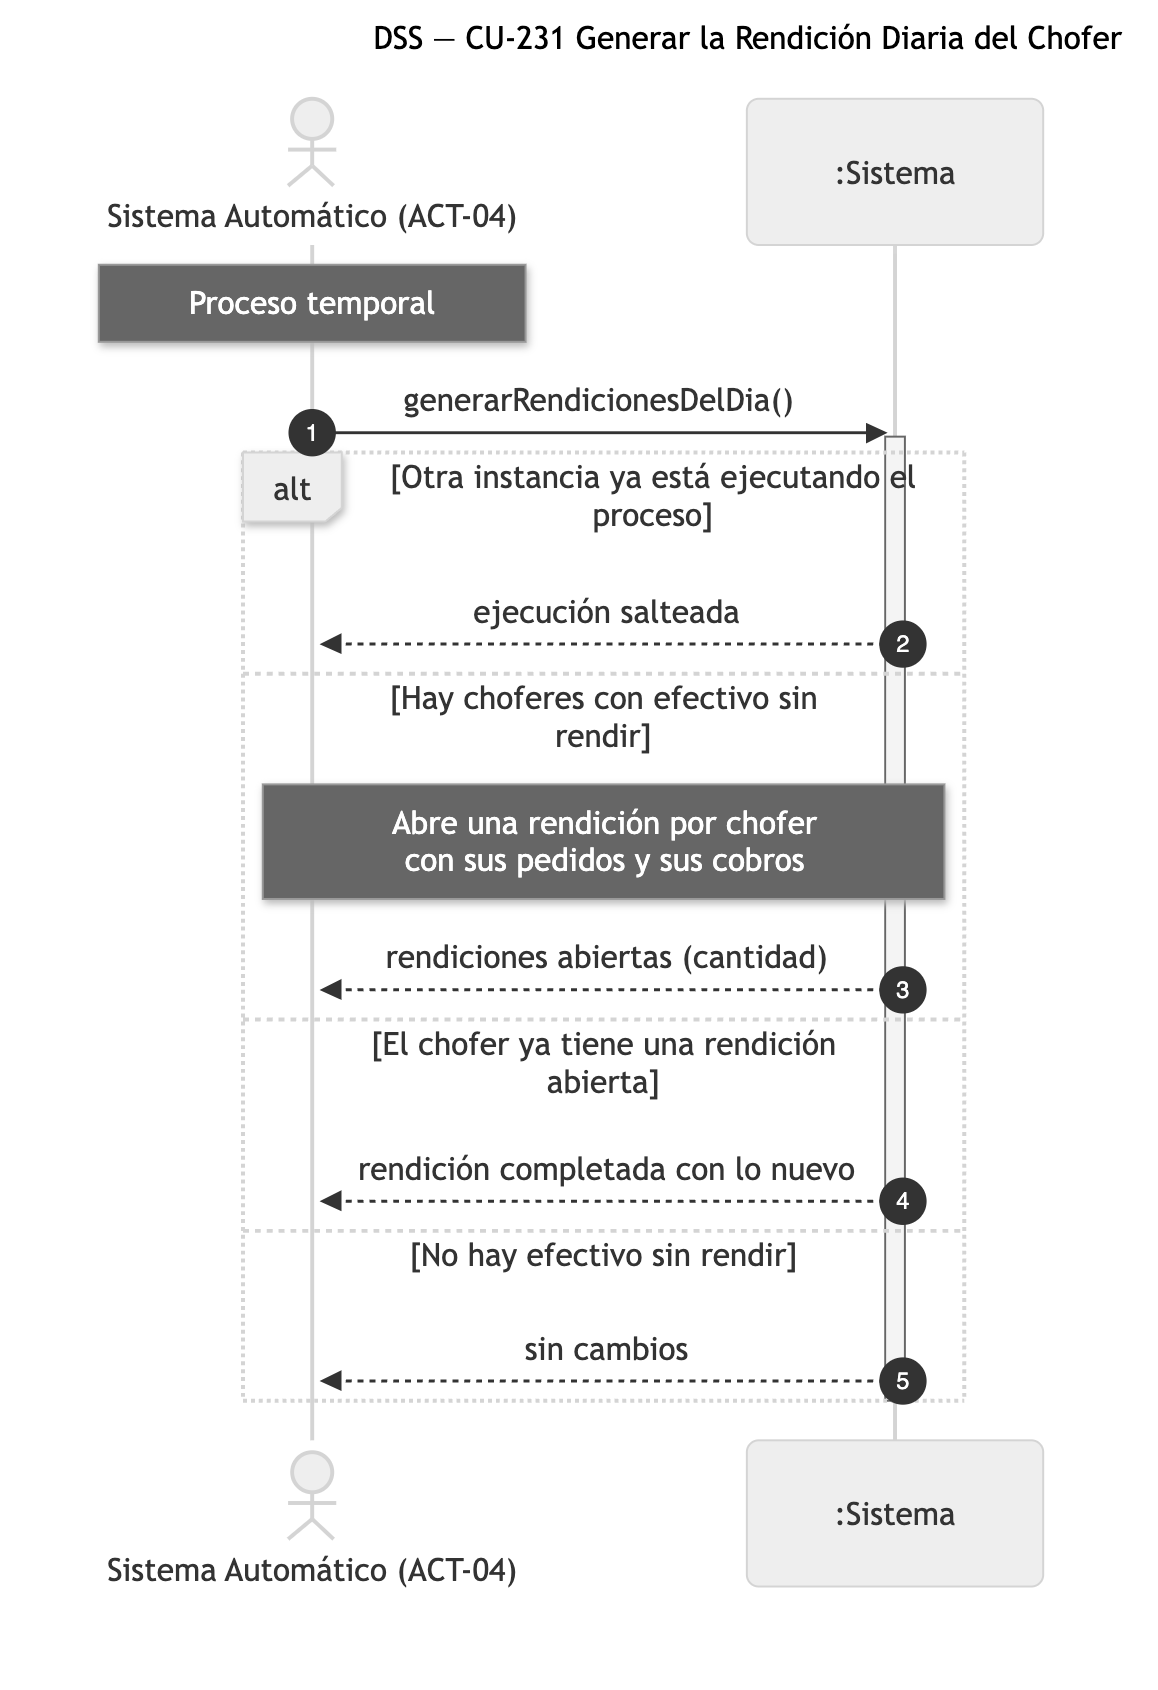 DSS — CU-231 Generar la Rendición Diaria del Chofer
Sistema Automático (ACT-04)
:Sistema
Proceso temporal
generarRendicionesDelDia()
1
alt
[Otra instancia ya está ejecutando el
proceso]
ejecución salteada
2
[Hay choferes con efectivo sin
rendir]
Abre una rendición por chofer
con sus pedidos y sus cobros
rendiciones abiertas (cantidad)
3
[El chofer ya tiene una rendición
abierta]
rendición completada con lo nuevo
4
[No hay efectivo sin rendir]
sin cambios
5
Sistema Automático (ACT-04)
:Sistema